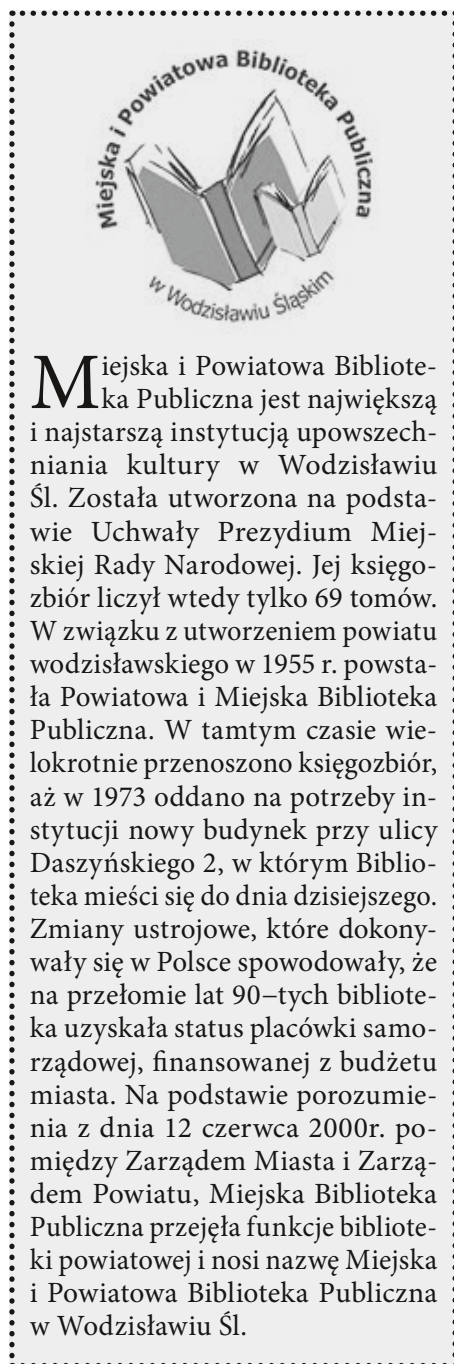 Miejska i Powiatowa Biblioteka Publiczna
w Wodzisławiu Śląskim
Miejska i Powiatowa Bibliote-
ka Publiczna jest największą
i najstarszą instytucją upowszech-
niania kultury w Wodzisławiu
Śl. Została utworzona na podsta-
wie Uchwały Prezydium Miej-
skiej Rady Narodowej. Jej księgo-
zbiór liczył wtedy tylko 69 tomów.
W związku z utworzeniem powiatu
wodzisławskiego w 1955 r. powsta-
ła Powiatowa i Miejska Biblioteka
Publiczna. W tamtym czasie wie-
lokrotnie przenoszono księgozbiór,
aż w 1973 oddano na potrzeby in-
stytucji nowy budynek przy ulicy
Daszyńskiego 2, w którym Biblio-
teka mieści się do dnia dzisiejszego.
Zmiany ustrojowe, które dokony-
wały się w Polsce spowodowały, że
na przełomie lat 90–tych bibliote-
ka uzyskała status placówki samo-
rządowej, finansowanej z budżetu
miasta. Na podstawie porozumie-
nia z dnia 12 czerwca 2000r. po-
między Zarządem Miasta i Zarzą-
dem Powiatu, Miejska Biblioteka
Publiczna przejęła funkcje bibliote-
ki powiatowej i nosi nazwę Miejska
i Powiatowa Biblioteka Publiczna
w Wodzisławiu Śl.